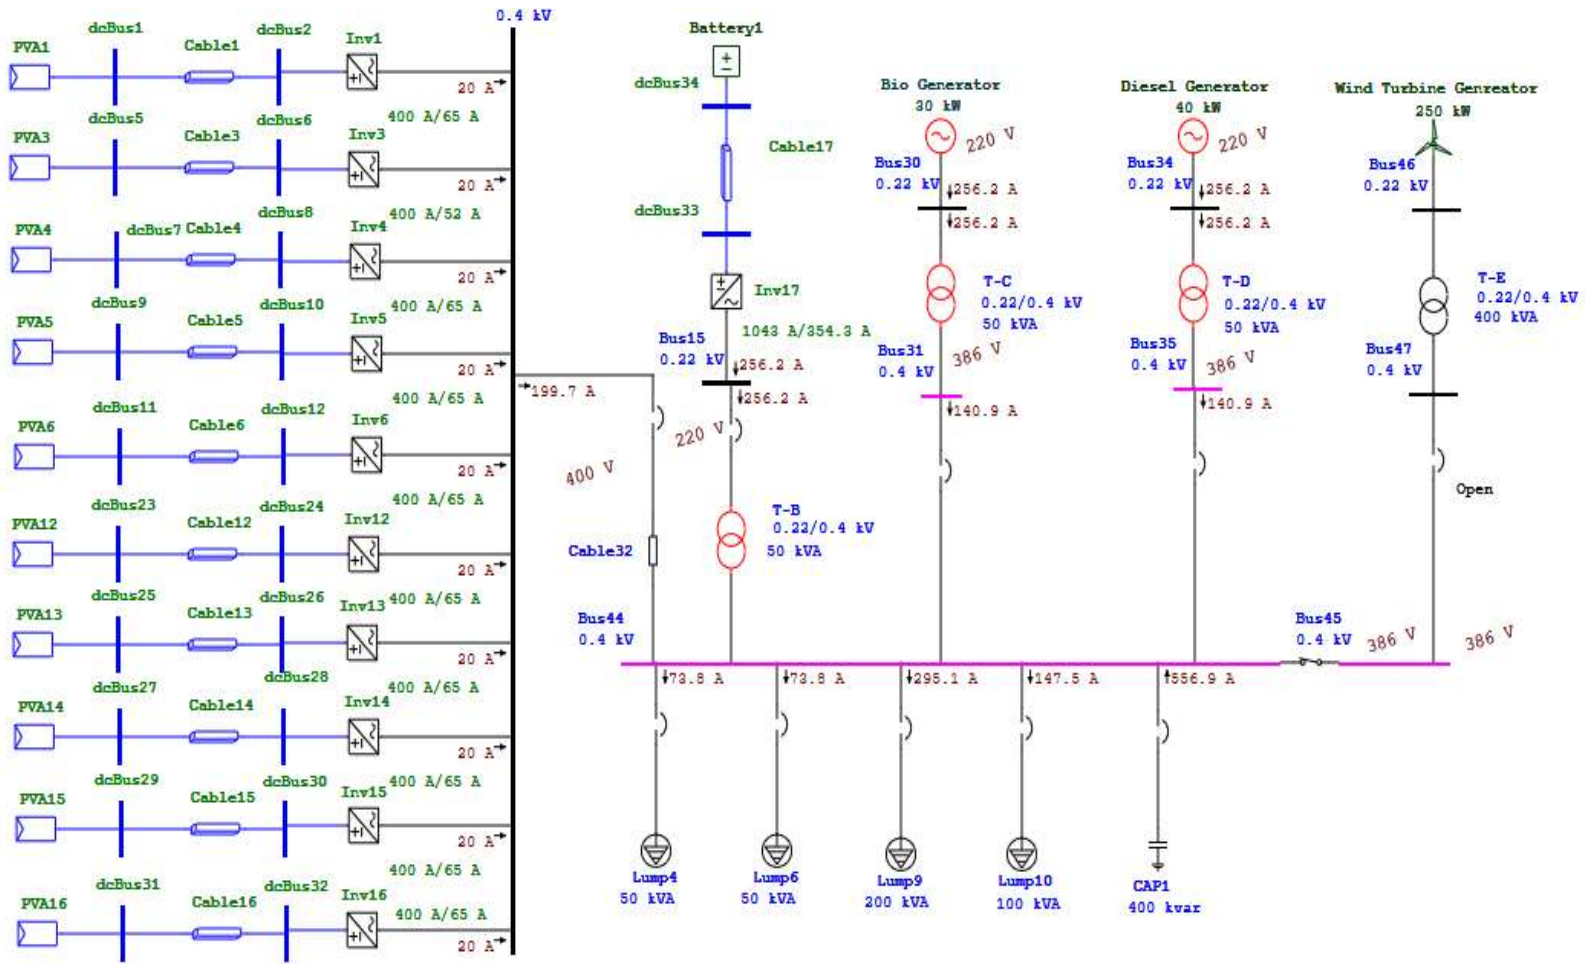 0.4 kV
PVA1
dcBus1
Cable1
dcBus2
Inv1
20 A
400 A/65 A
PVA3
dcBus5
Cable3
dcBus6
Inv3
20 A
400 A/52 A
PVA4
dcBus7
Cable4
dcBus8
Inv4
20 A
400 A/65 A
PVA5
dcBus9
Cable5
dcBus10
Inv5
20 A
400 A/65 A
PVA6
dcBus11
Cable6
dcBus12
Inv6
20 A
400 A/65 A
PVA12
dcBus23
Cable12
dcBus24
Inv12
20 A
400 A/65 A
PVA13
dcBus25
Cable13
dcBus26
Inv13
20 A
400 A/65 A
PVA14
dcBus27
Cable14
dcBus28
Inv14
20 A
400 A/65 A
PVA15
dcBus29
Cable15
dcBus30
Inv15
20 A
400 A/65 A
PVA16
dcBus31
Cable16
dcBus32
Inv16
400 A/65 A
20 A
199.7 A
400 V
Cable32
Battery1
dcBus34
Cable17
dcBus33
Inv17
1043 A/354.3 A
Bus15
0.22 kV
256.2 A
256.2 A
220 V
T-B
0.22/0.4 kV
50 kVA
Bio Generator
30 kW
220 V
Bus30
0.22 kV
256.2 A
256.2 A
T-C
0.22/0.4 kV
50 kVA
Bus31
0.4 kV
386 V
140.9 A
Diesel Generator
40 kW
220 V
Bus34
0.22 kV
256.2 A
256.2 A
T-D
0.22/0.4 kV
50 kVA
Bus35
0.4 kV
386 V
140.9 A
Wind Turbine Genreator
250 kW
Bus46
0.22 kV
T-E
0.22/0.4 kV
400 kVA
Bus47
0.4 kV
Open
Bus44
0.4 kV
Bus45
0.4 kV
386 V
386 V
73.8 A
73.8 A
295.1 A
147.5 A
556.9 A
Lump4
50 kVA
Lump6
50 kVA
Lump9
200 kVA
Lump10
100 kVA
CAP1
400 kvar